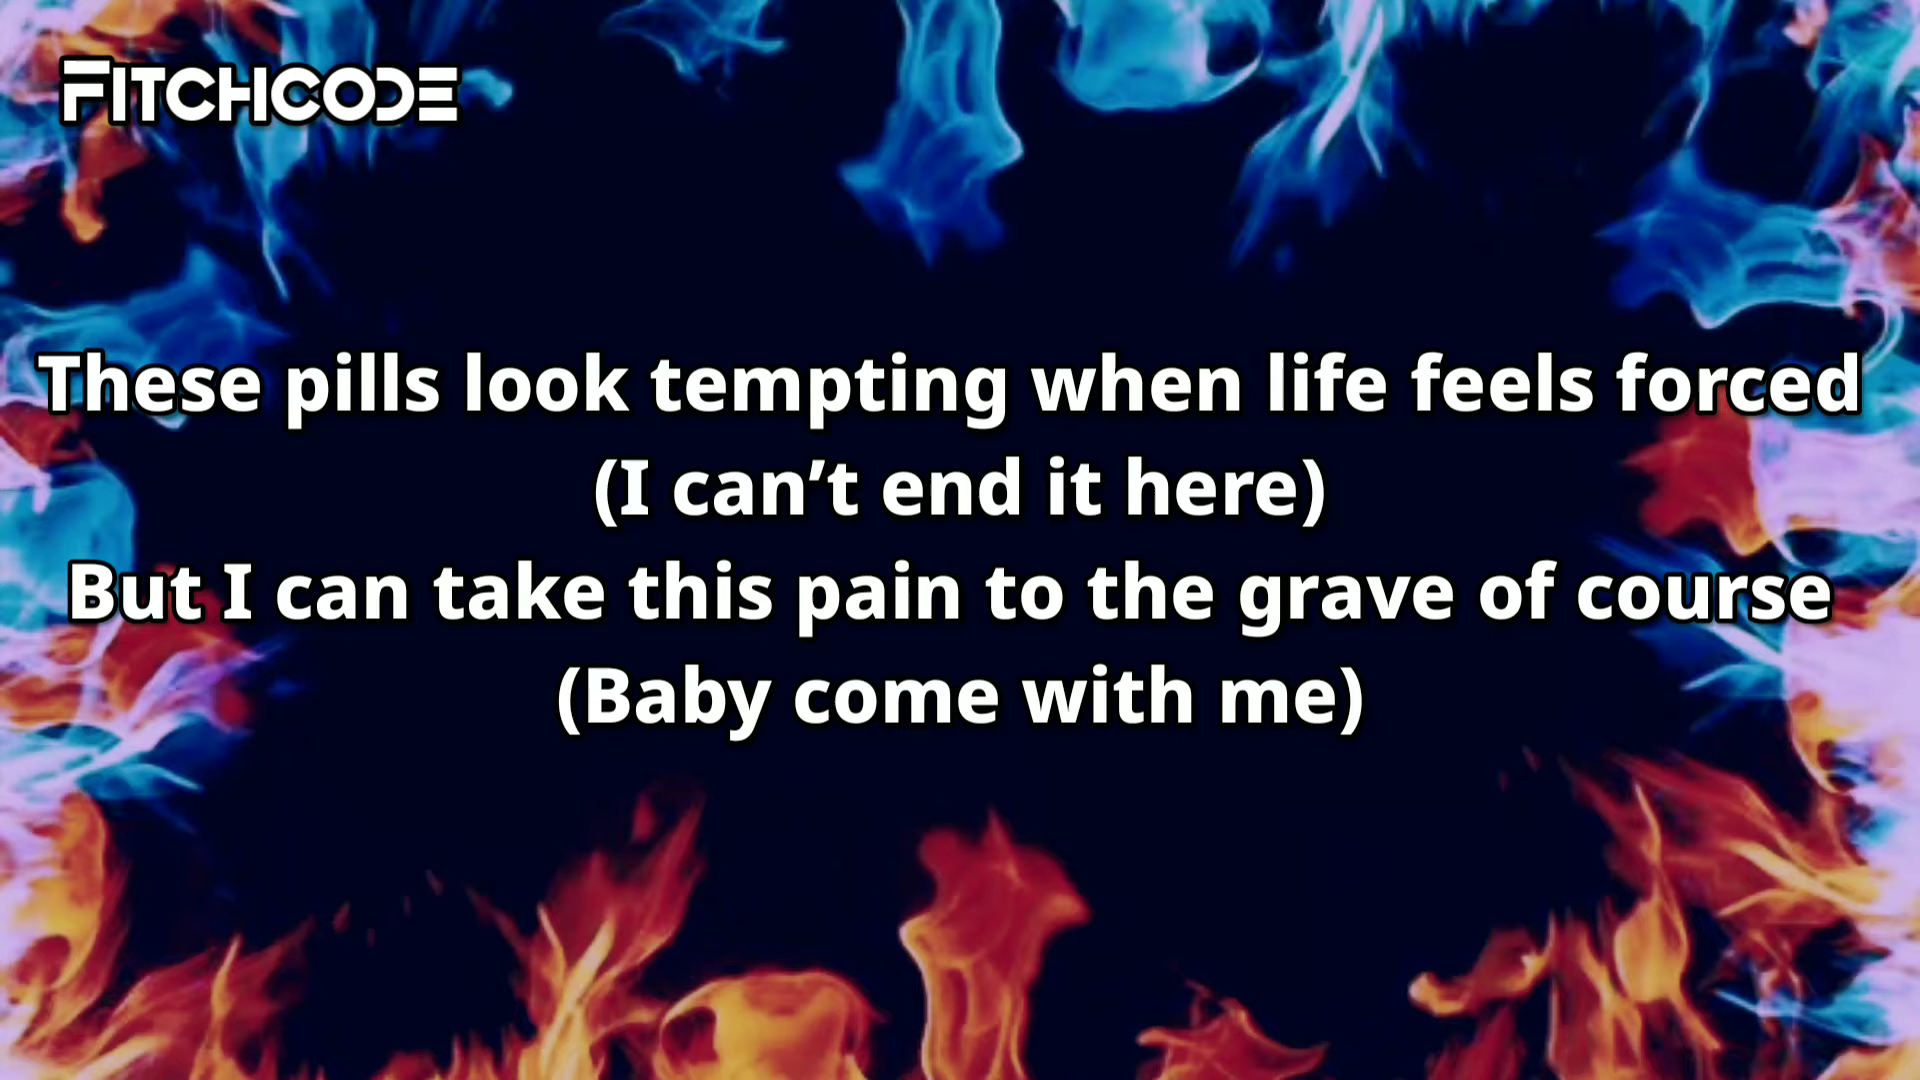 FITCHCODE
These pills look tempting when life feels forced
(I can’t end it here)
But I can take this pain to the grave of course
(Baby come with me)